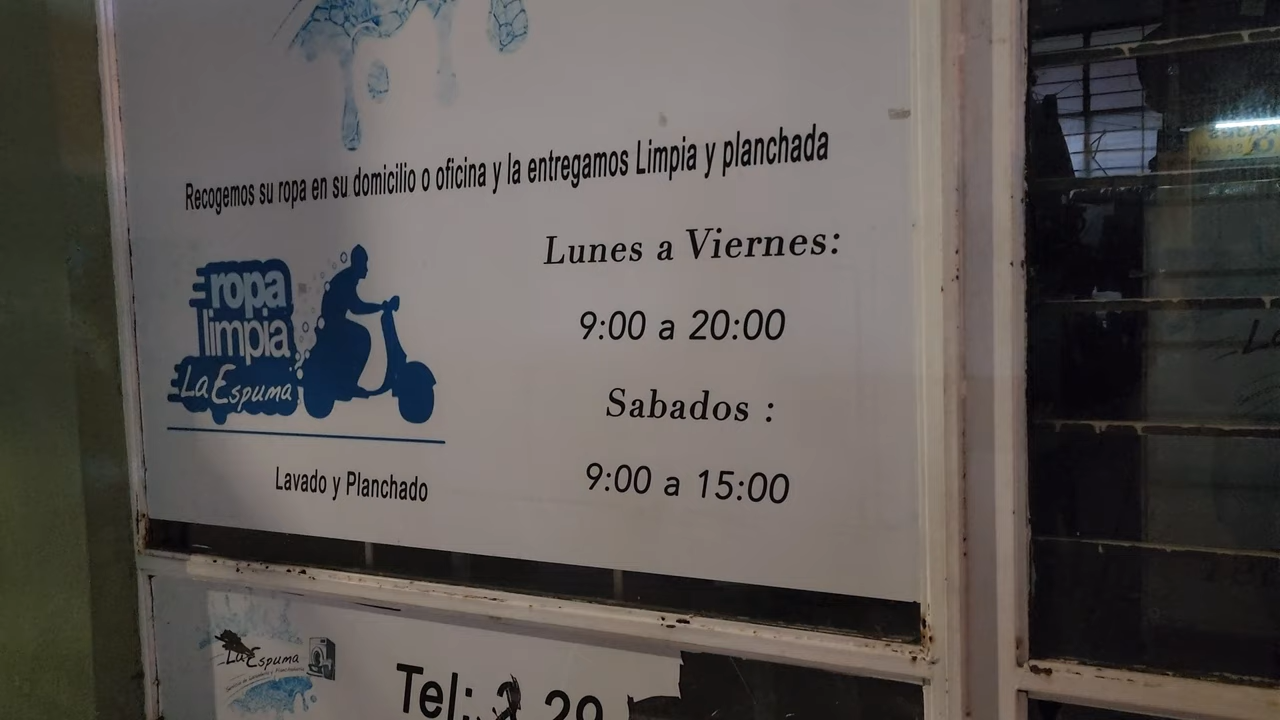 Recogemos su ropa en su domicilio o oficina y la entregamos Limpia y planchada
ropa
limpia
La Espuma
Lavado y Planchado
Lunes a Viernes:
9:00 a 20:00
Sabados :
9:00 a 15:00
La Espuma
Tel: 29